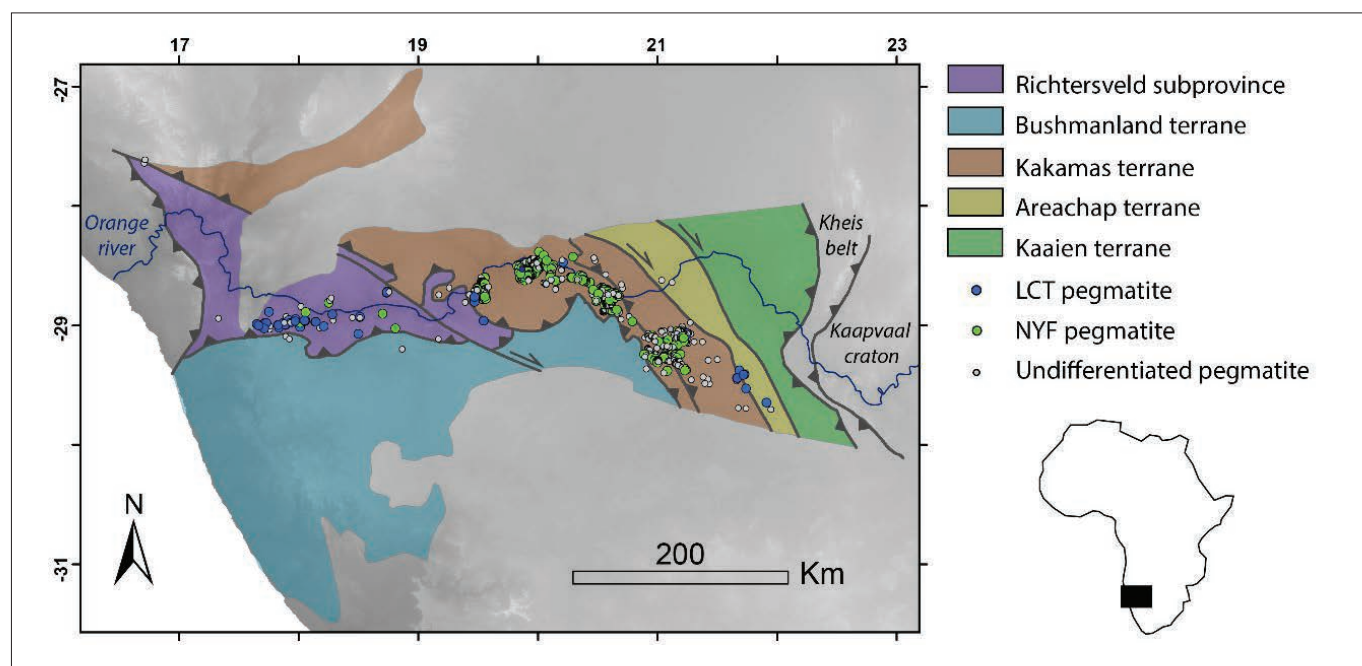 17 19 21 23
-27
-29
-31
Orange
river
Kheis
belt
Kaapvaal
craton
N
200
Km
Richtersveld subprovince
Bushmanland terrane
Kakamas terrane
Areachap terrane
Kaaien terrane
LCT pegmatite
NYF pegmatite
Undifferentiated pegmatite